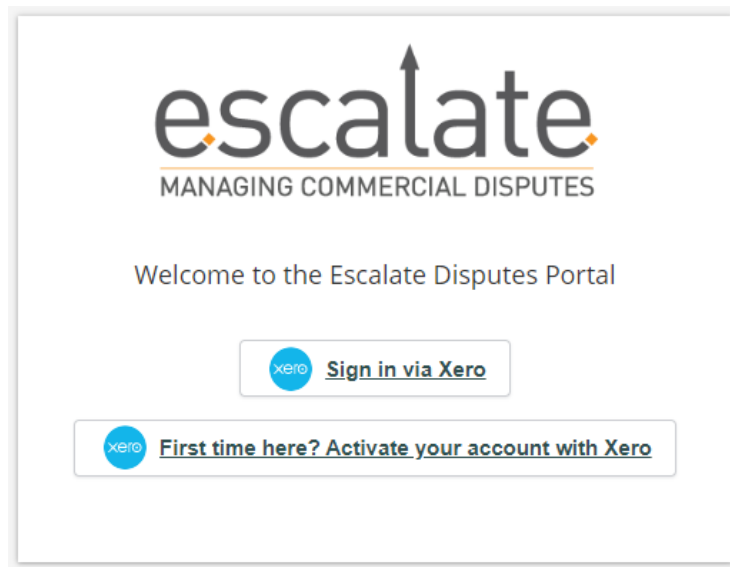 escalate
MANAGING COMMERCIAL DISPUTES
Welcome to the Escalate Disputes Portal
xero Sign in via Xero
xero First time here? Activate your account with Xero